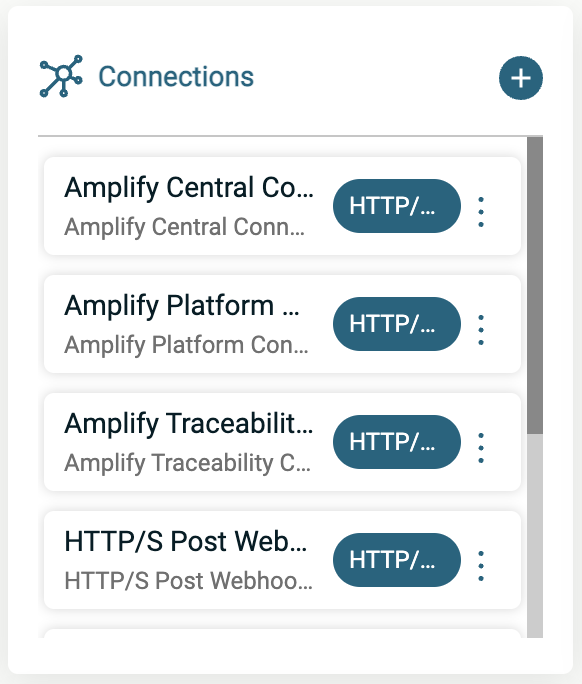 Connections
Amplify Central Co...
HTTP/...
Amplify Central Conn...
Amplify Platform ...
HTTP/...
Amplify Platform Con...
Amplify Traceabilit...
HTTP/...
Amplify Traceability C...
HTTP/S Post Web...
HTTP/...
HTTP/S Post Webhoo...